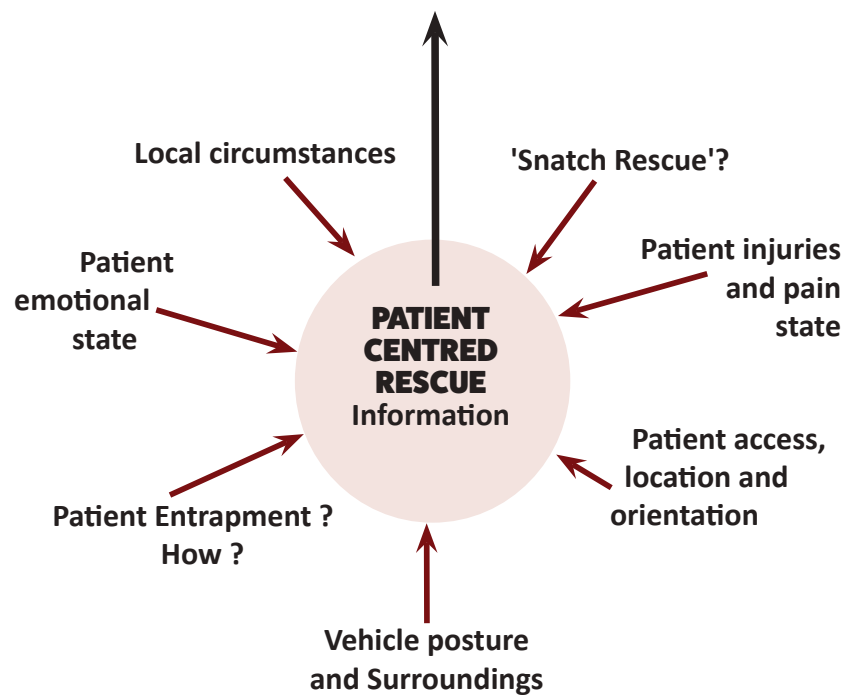 Local circumstances
'Snatch Rescue'?
Patient
emotional
state
Patient injuries
and pain
state
PATIENT
CENTRED
RESCUE
Information
Patient access,
location and
orientation
Patient Entrapment ?
How ?
Vehicle posture
and Surroundings